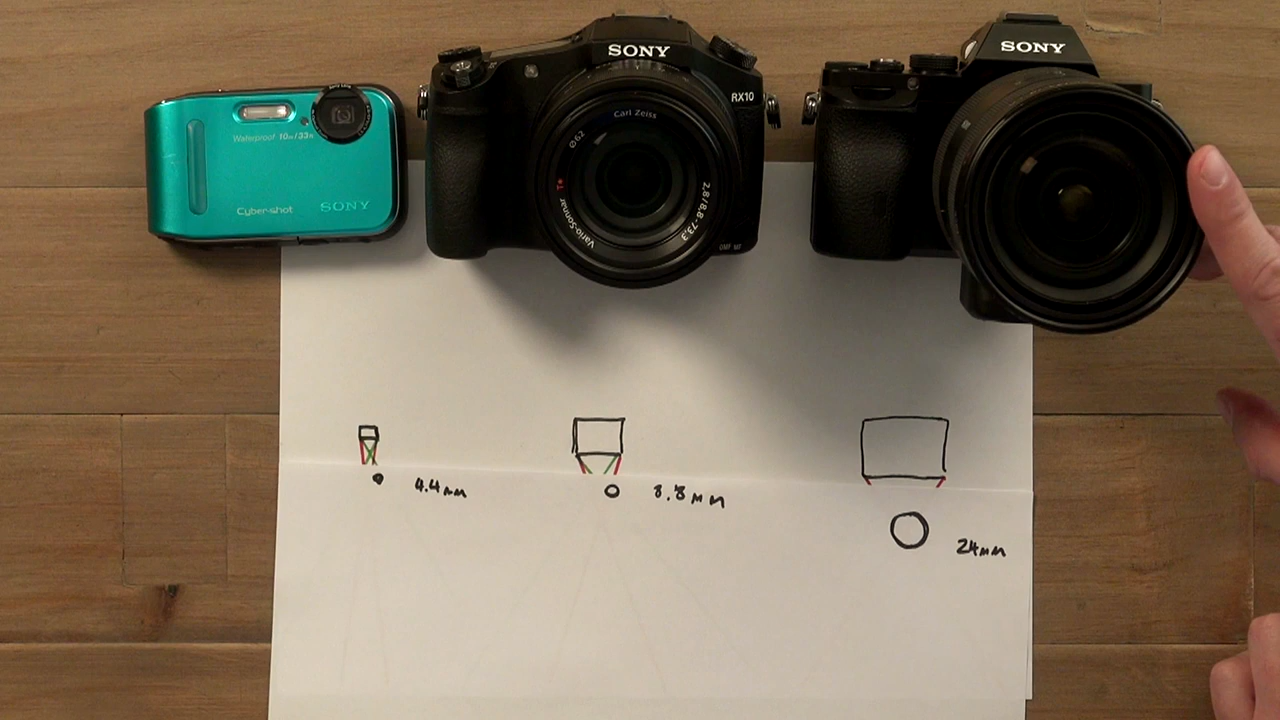 Waterproof 10m/33ft
Cyber-shot
SONY
SONY
RX10
Carl Zeiss
Ø62
T*
2,8/8,8-73,3
Vario-Sonnar
SONY
4.4mm
8.8mm
24mm